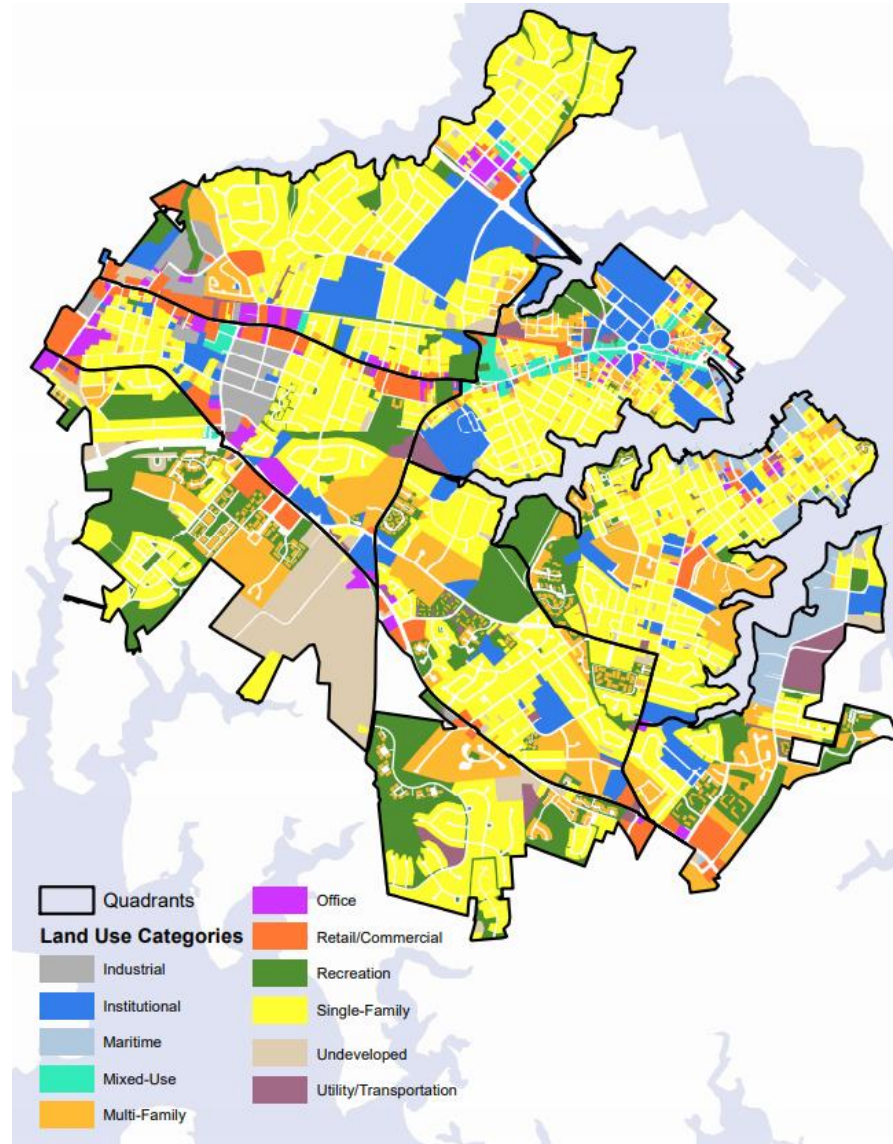 Quadrants
Land Use Categories
Industrial
Institutional
Maritime
Mixed-Use
Multi-Family
Office
Retail/Commercial
Recreation
Single-Family
Undeveloped
Utility/Transportation